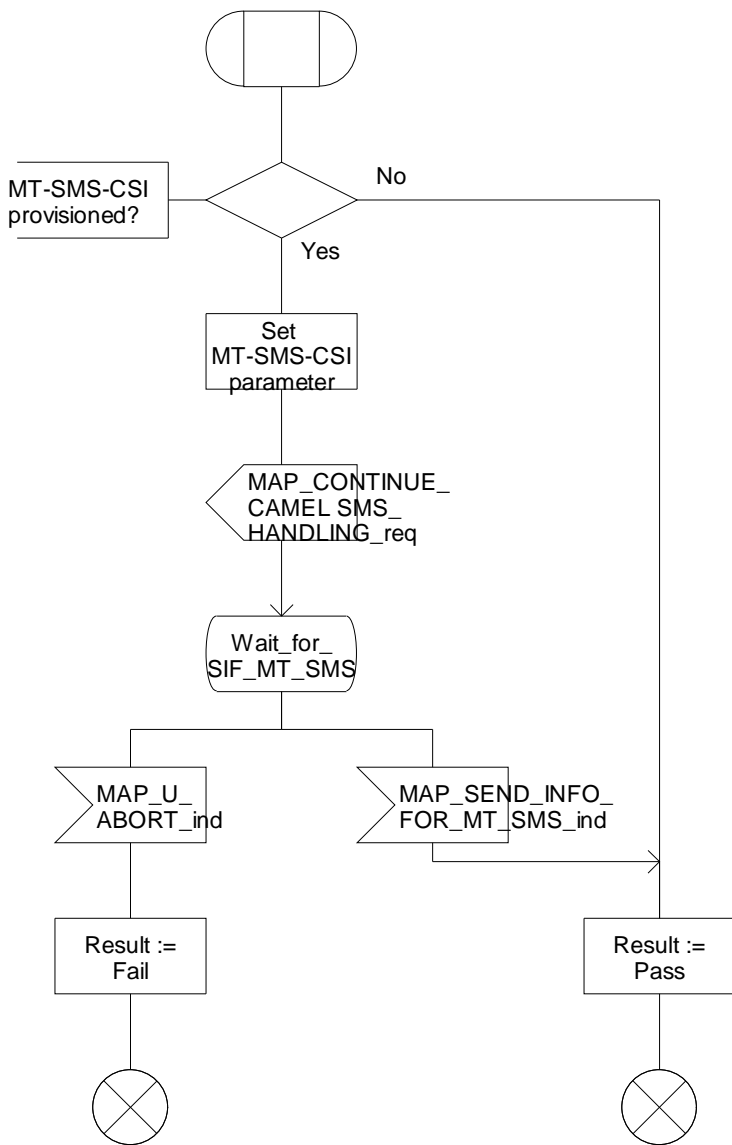 MT-SMS-CSI
provisioned?
No
Yes
Set
MT-SMS-CSI
parameter
MAP_CONTINUE_
CAMEL SMS_
HANDLING_req
Wait_for_
SIF_MT_SMS
MAP_U_
ABORT_ind
MAP_SEND_INFO_
FOR_MT_SMS_ind
Result :=
Fail
Result :=
Pass